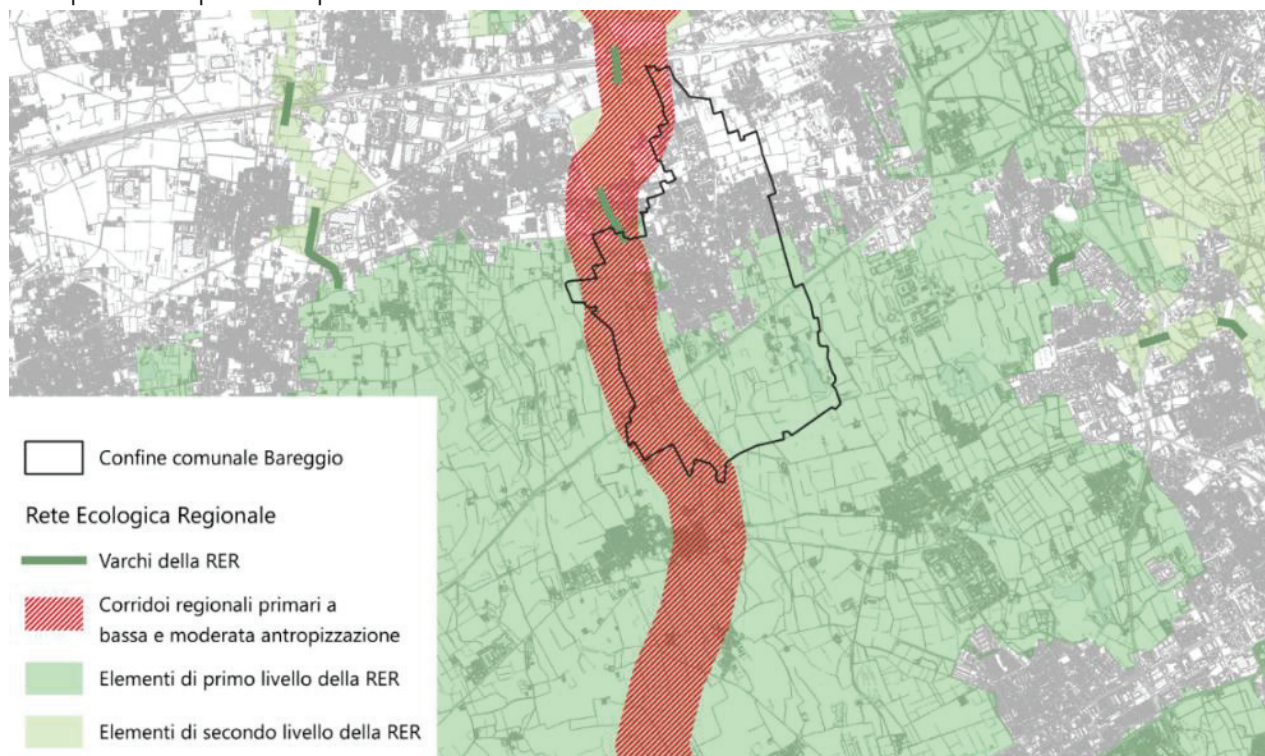 Confine comunale Bareggio
Rete Ecologica Regionale
Varchi della RER
Corridoi regionali primari a
bassa e moderata antropizzazione
Elementi di primo livello della RER
Elementi di secondo livello della RER